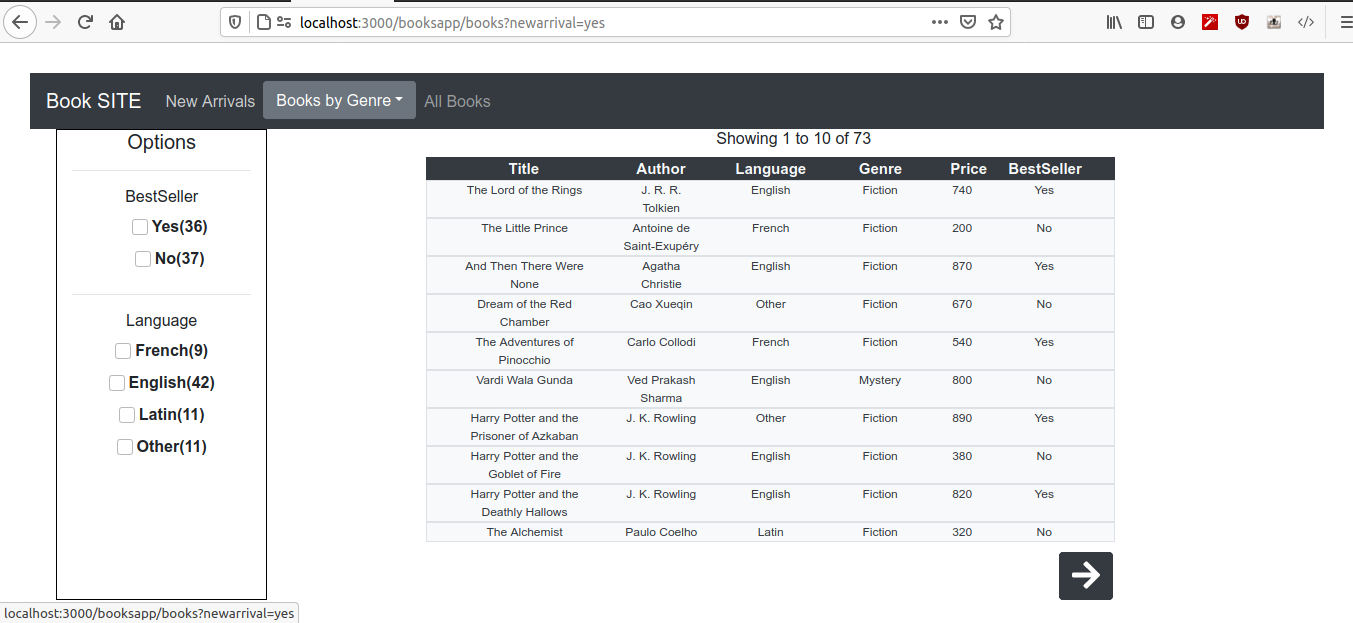 localhost:3000/booksapp/books?newarrival=yes
Book SITE New Arrivals Books by Genre All Books
Options
BestSeller
Yes(36)
No(37)
Language
French(9)
English(42)
Latin(11)
Other(11)
Showing 1 to 10 of 73
Title Author Language Genre Price BestSeller
The Lord of the Rings J. R. R. English Fiction 740 Yes
Tolkien
The Little Prince Antoine de French Fiction 200 No
Saint-Exupéry
And Then There Were Agatha English Fiction 870 Yes
None Christie
Dream of the Red Cao Xueqin Other Fiction 670 No
Chamber
The Adventures of Carlo Collodi French Fiction 540 Yes
Pinocchio
Vardi Wala Gunda Ved Prakash English Mystery 800 No
Sharma
Harry Potter and the J. K. Rowling Other Fiction 890 Yes
Prisoner of Azkaban
Harry Potter and the J. K. Rowling English Fiction 380 No
Goblet of Fire
Harry Potter and the J. K. Rowling English Fiction 820 Yes
Deathly Hallows
The Alchemist Paulo Coelho Latin Fiction 320 No
localhost:3000/booksapp/books?newarrival=yes